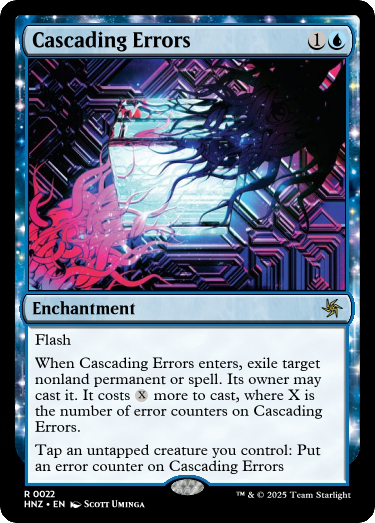 Cascading Errors 1
Enchantment
Flash
When Cascading Errors enters, exile target
nonland permanent or spell. Its owner may
cast it. It costs X more to cast, where X is
the number of error counters on Cascading
Errors.
Tap an untapped creature you control: Put
an error counter on Cascading Errors
R 0022
HNZ • EN Scott Uminga
™ & © 2025 Team Starlight